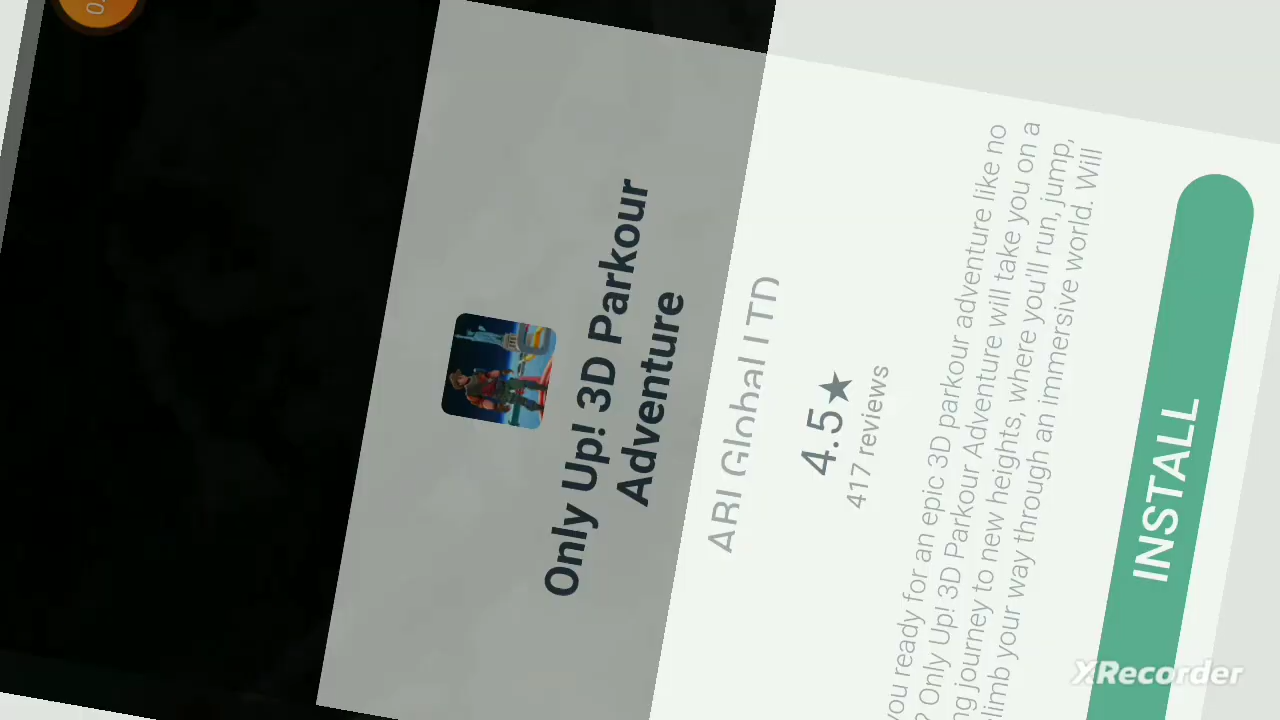 Only Up! 3D Parkour
Adventure
ARI Global LTD
4.5★
417 reviews
you ready for an epic 3D parkour adventure like no
? Only Up! 3D Parkour Adventure will take you on a
ng journey to new heights, where you'll run, jump,
limb your way through an immersive world. Will
INSTALL
XRecorder